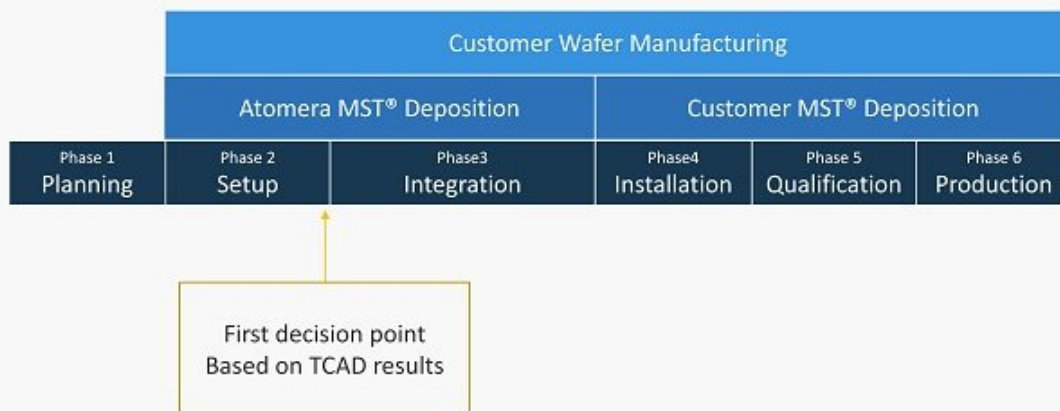 Customer Wafer Manufacturing
Atomera MST® Deposition
Customer MST® Deposition
Phase 1
Planning
Phase 2
Setup
Phase3
Integration
Phase4
Installation
Phase 5
Qualification
Phase 6
Production
First decision point
Based on TCAD results